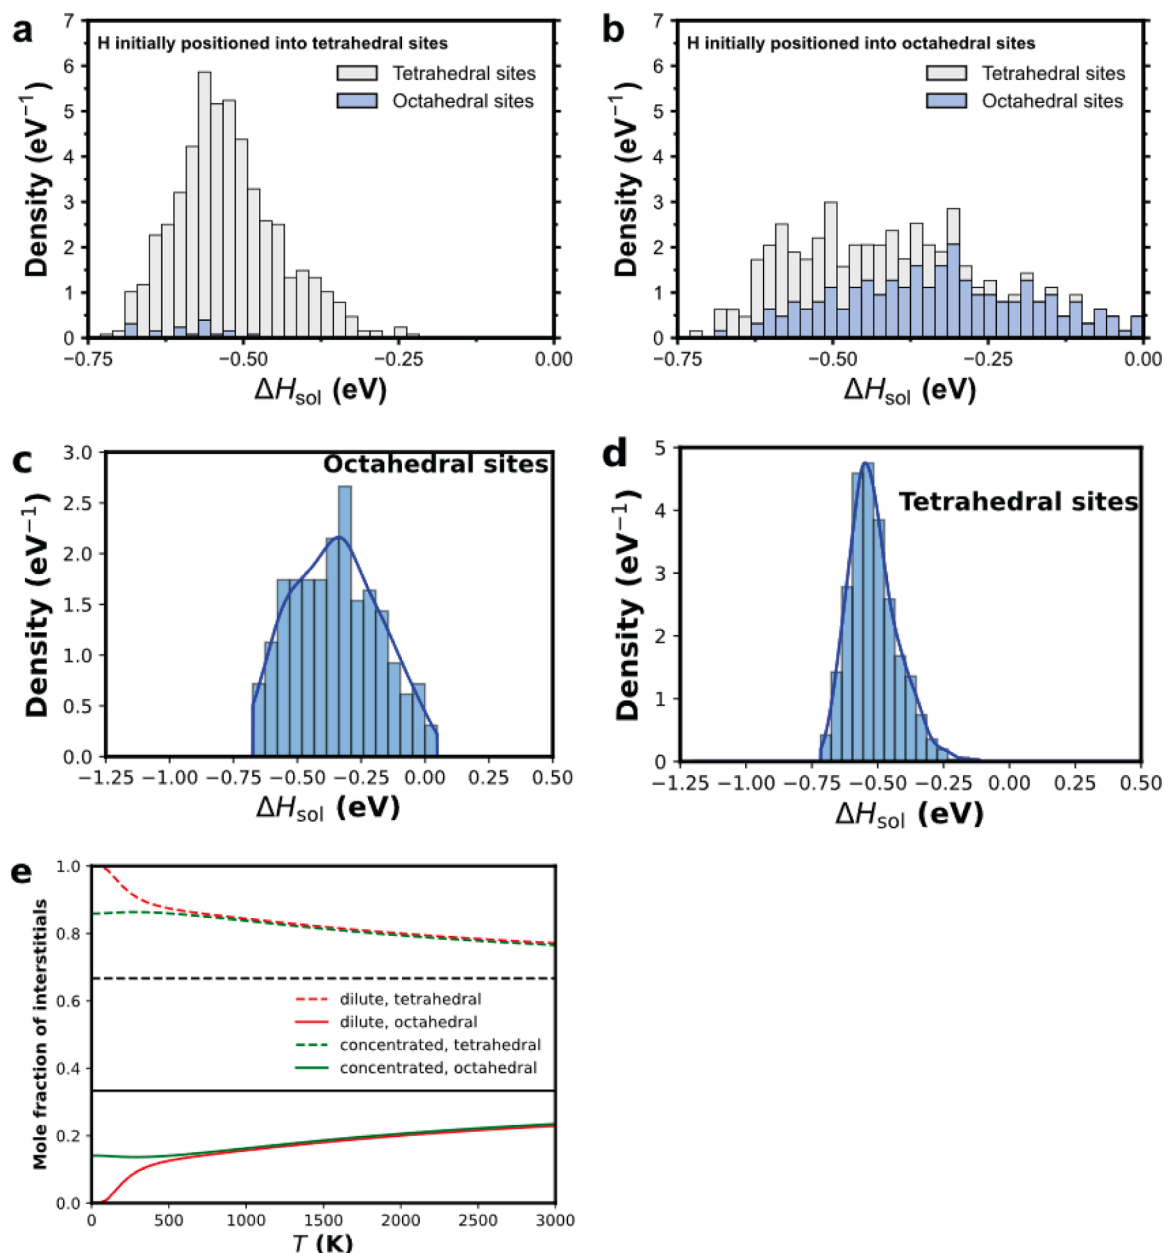 a
H initially positioned into tetrahedral sites
Tetrahedral sites
Octahedral sites
7
6
5
4
3
2
1
0
Density (eV⁻¹)
−0.75
−0.50
−0.25
0.00
ΔH_sol (eV)
b
H initially positioned into octahedral sites
Tetrahedral sites
Octahedral sites
7
6
5
4
3
2
1
0
Density (eV⁻¹)
−0.75
−0.50
−0.25
0.00
ΔH_sol (eV)
c
Octahedral sites
3.0
2.5
2.0
1.5
1.0
0.5
0.0
Density (eV⁻¹)
−1.25
−1.00
−0.75
−0.50
−0.25
0.00
0.25
0.50
ΔH_sol (eV)
d
Tetrahedral sites
5
4
3
2
1
0
Density (eV⁻¹)
−1.25
−1.00
−0.75
−0.50
−0.25
0.00
0.25
0.50
ΔH_sol (eV)
e
1.0
0.8
0.6
0.4
0.2
0.0
Mole fraction of interstitials
dilute, tetrahedral
dilute, octahedral
concentrated, tetrahedral
concentrated, octahedral
0
500
1000
1500
2000
2500
3000
T (K)